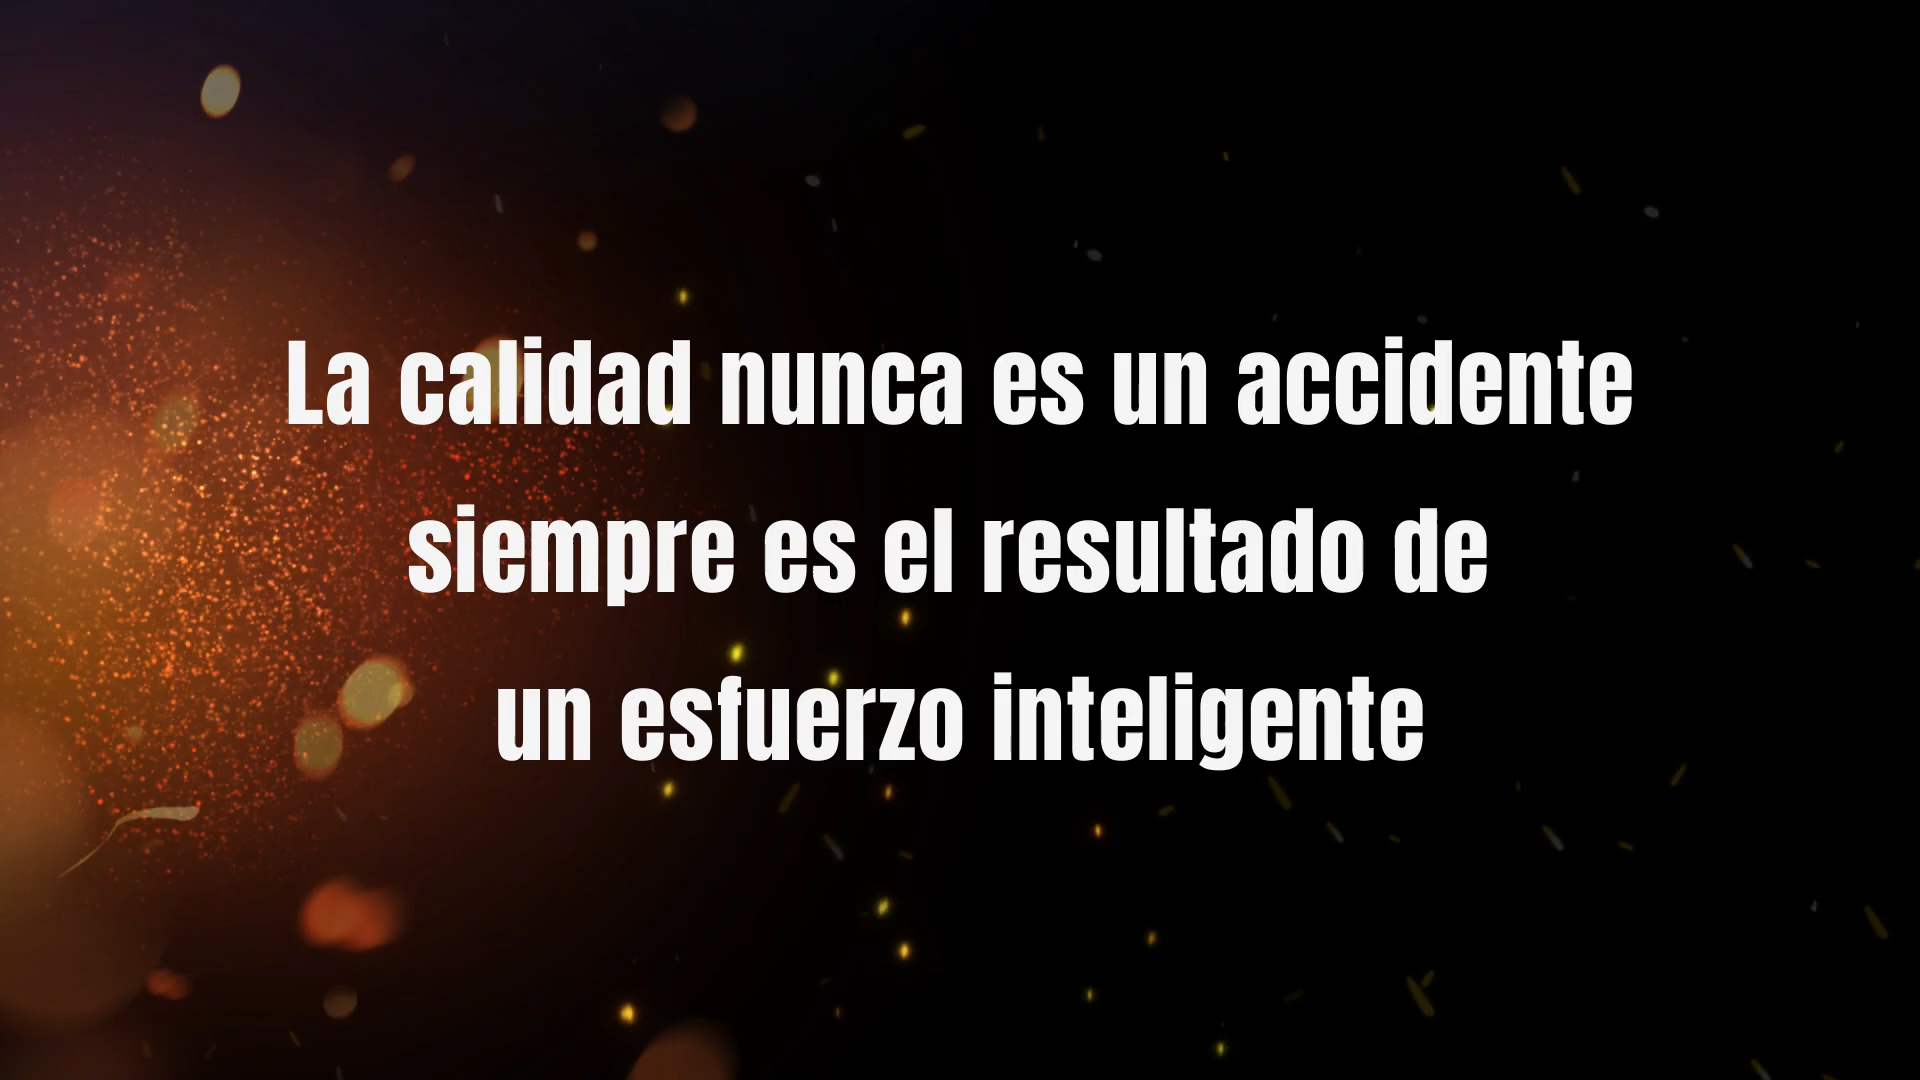 La calidad nunca es un accidente
siempre es el resultado de
un esfuerzo inteligente